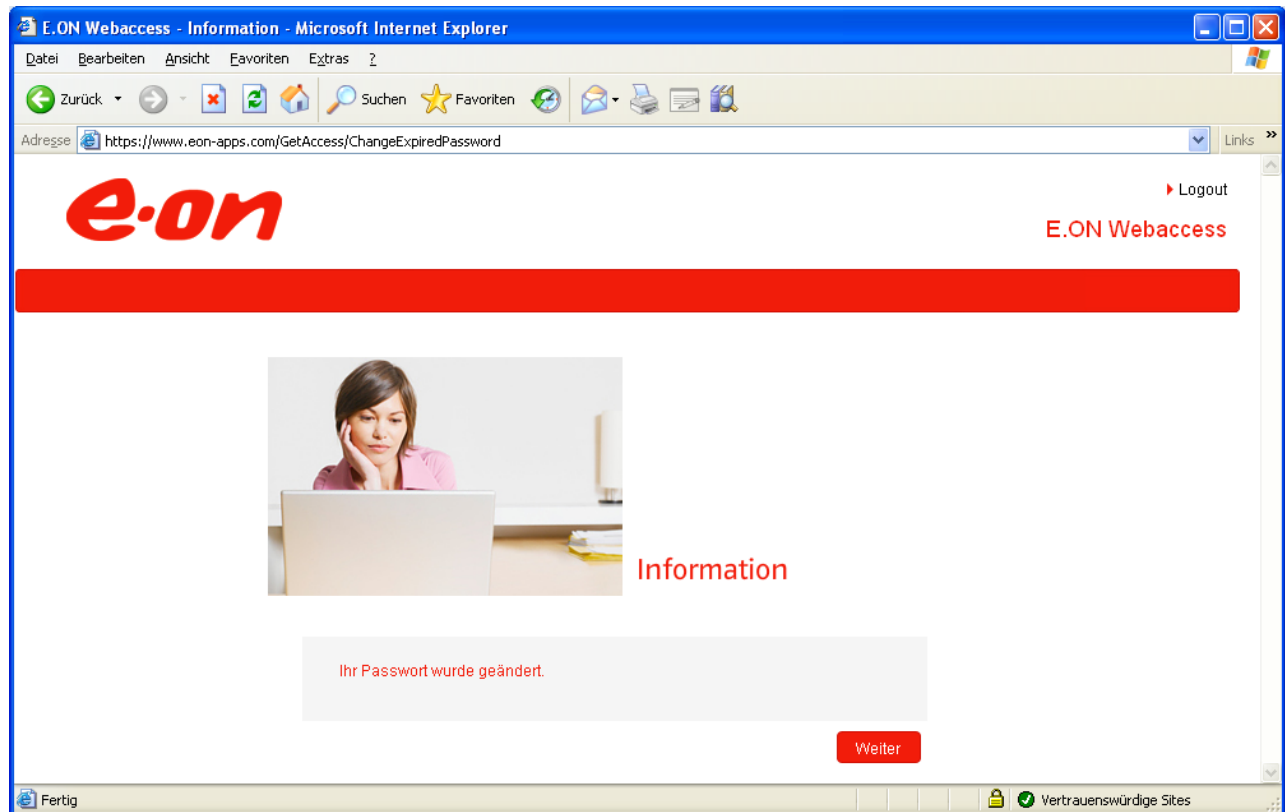 E.ON Webaccess - Information - Microsoft Internet Explorer
Datei Bearbeiten Ansicht Favoriten Extras ?
Zurück Suchen Favoriten
Adresse https://www.eon-apps.com/GetAccess/ChangeExpiredPassword Links »
e·on
Logout
E.ON Webaccess
Information
Ihr Passwort wurde geändert.
Weiter
Fertig Vertrauenswürdige Sites